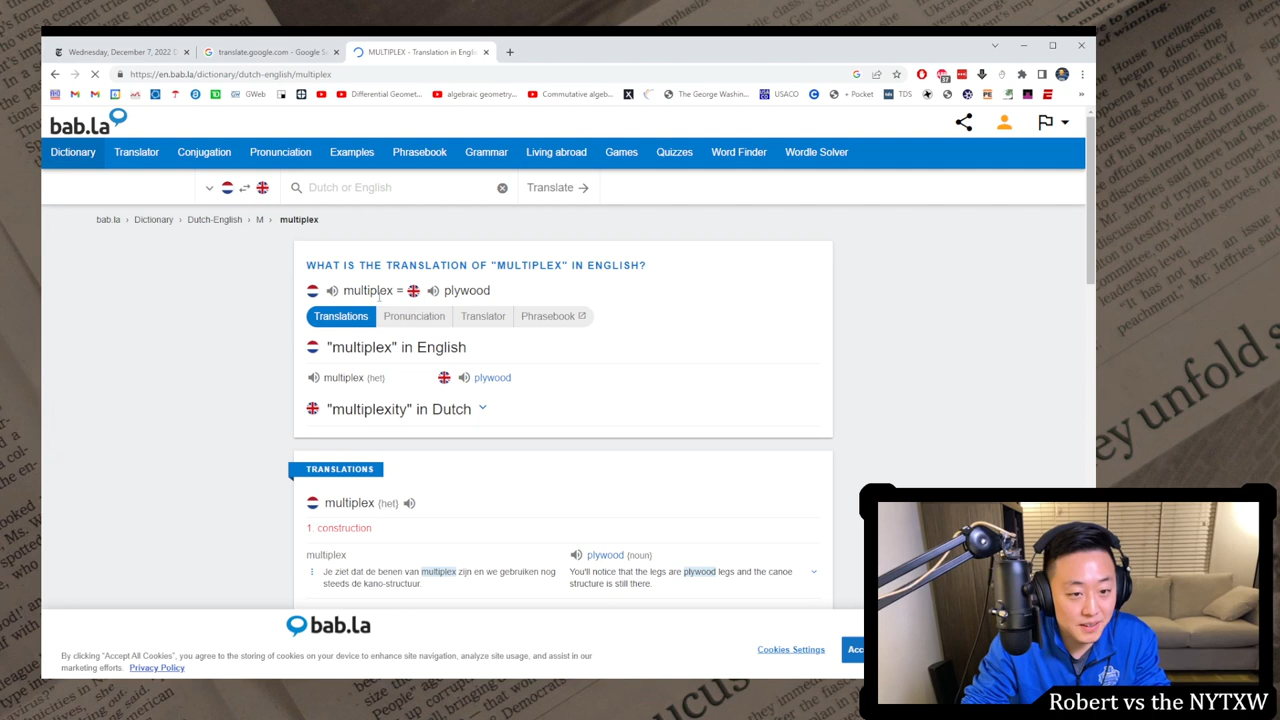 Wednesday, December 7, 2022
translate.google.com - Google S
MULTIPLEX - Translation in Engli
https://en.bab.la/dictionary/dutch-english/multiplex
GWeb
Differential Geomet...
algebraic geometry...
Commutative algeb...
The George Washin...
USACO
+ Pocket
TDS
bab.la
Dictionary
Translator
Conjugation
Pronunciation
Examples
Phrasebook
Grammar
Living abroad
Games
Quizzes
Word Finder
Wordle Solver
Dutch or English
Translate
bab.la › Dictionary › Dutch-English › M › multiplex
WHAT IS THE TRANSLATION OF "MULTIPLEX" IN ENGLISH?
multiplex = plywood
Translations
Pronunciation
Translator
Phrasebook
"multiplex" in English
multiplex {het}
plywood
"multiplexity" in Dutch
TRANSLATIONS
multiplex {het}
1. construction
multiplex
plywood {noun}
Je ziet dat de benen van multiplex zijn en we gebruiken nog
steeds de kano-structuur.
You'll notice that the legs are plywood legs and the canoe
structure is still there.
bab.la
By clicking "Accept All Cookies", you agree to the storing of cookies on your device to enhance site navigation, analyze site usage, and assist in our
marketing efforts. Privacy Policy
Cookies Settings
Acc
they unfold s
Robert vs the NYTXW